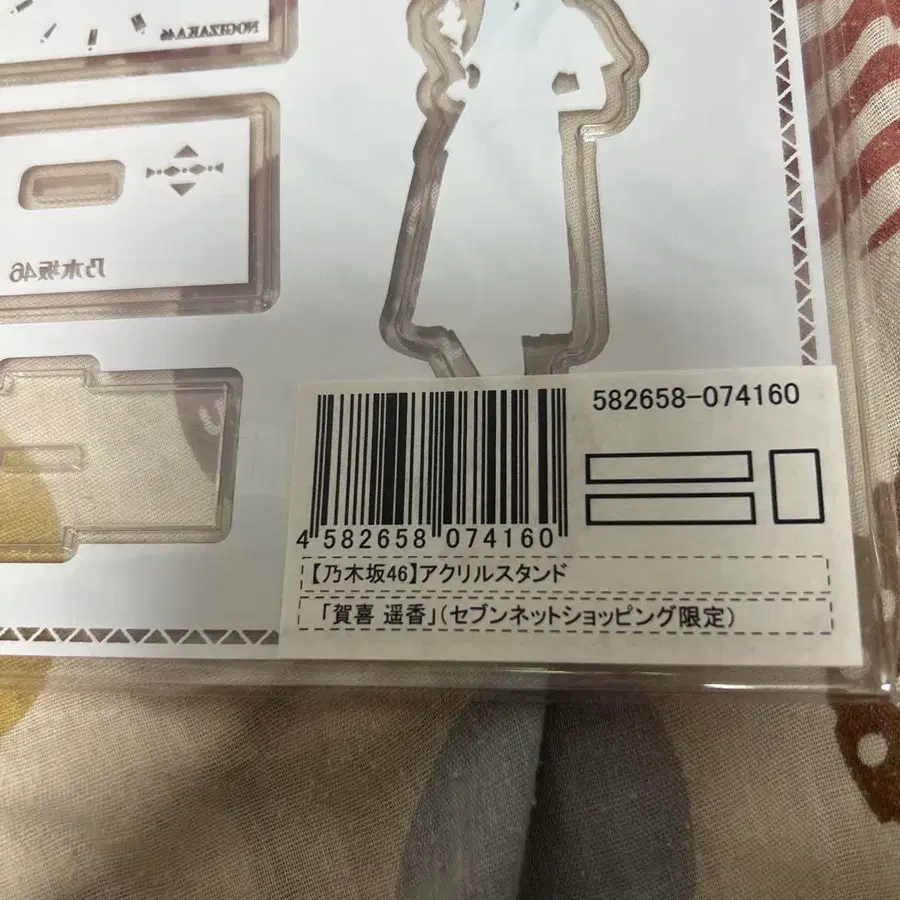 NOGIZAKA46
乃木坂46
582658-074160
4 582658 074160
【乃木坂46】アクリルスタンド
「賀喜 遥香」(セブンネットショッピング限定)